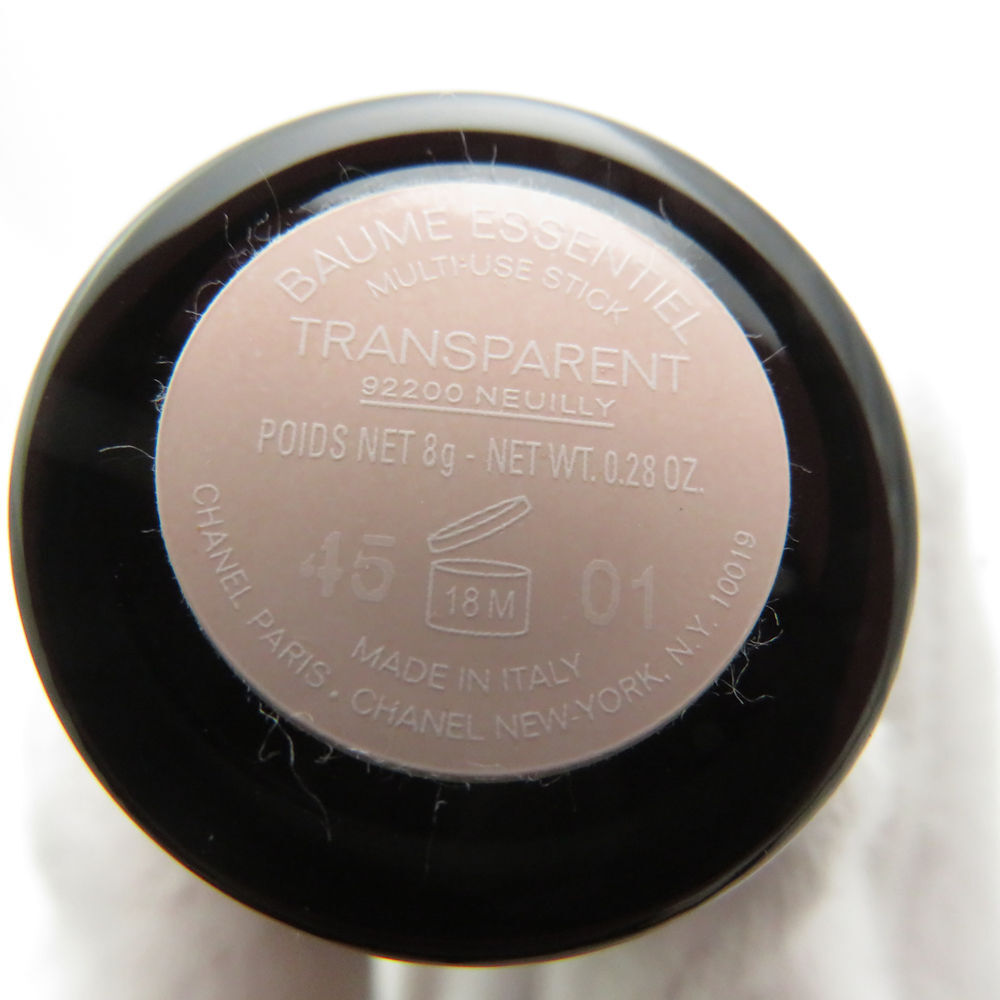 BAUME ESSENTIEL
MULTI-USE STICK
TRANSPARENT
92200 NEUILLY
POIDS NET 8g - NET WT. 0.28 OZ.
45
18 M
01
MADE IN ITALY
CHANEL PARIS . CHANEL NEW-YORK, N.Y. 10019